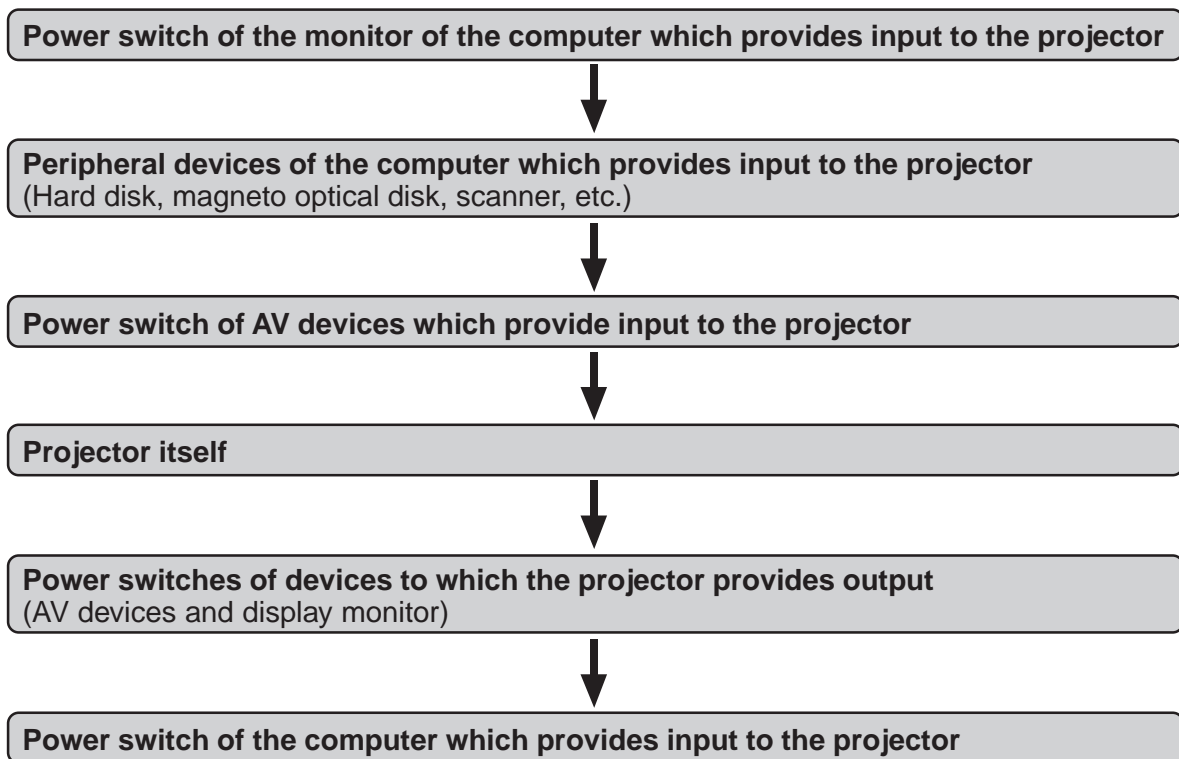 Power switch of the monitor of the computer which provides input to the projector
Peripheral devices of the computer which provides input to the projector
(Hard disk, magneto optical disk, scanner, etc.)
Power switch of AV devices which provide input to the projector
Projector itself
Power switches of devices to which the projector provides output
(AV devices and display monitor)
Power switch of the computer which provides input to the projector